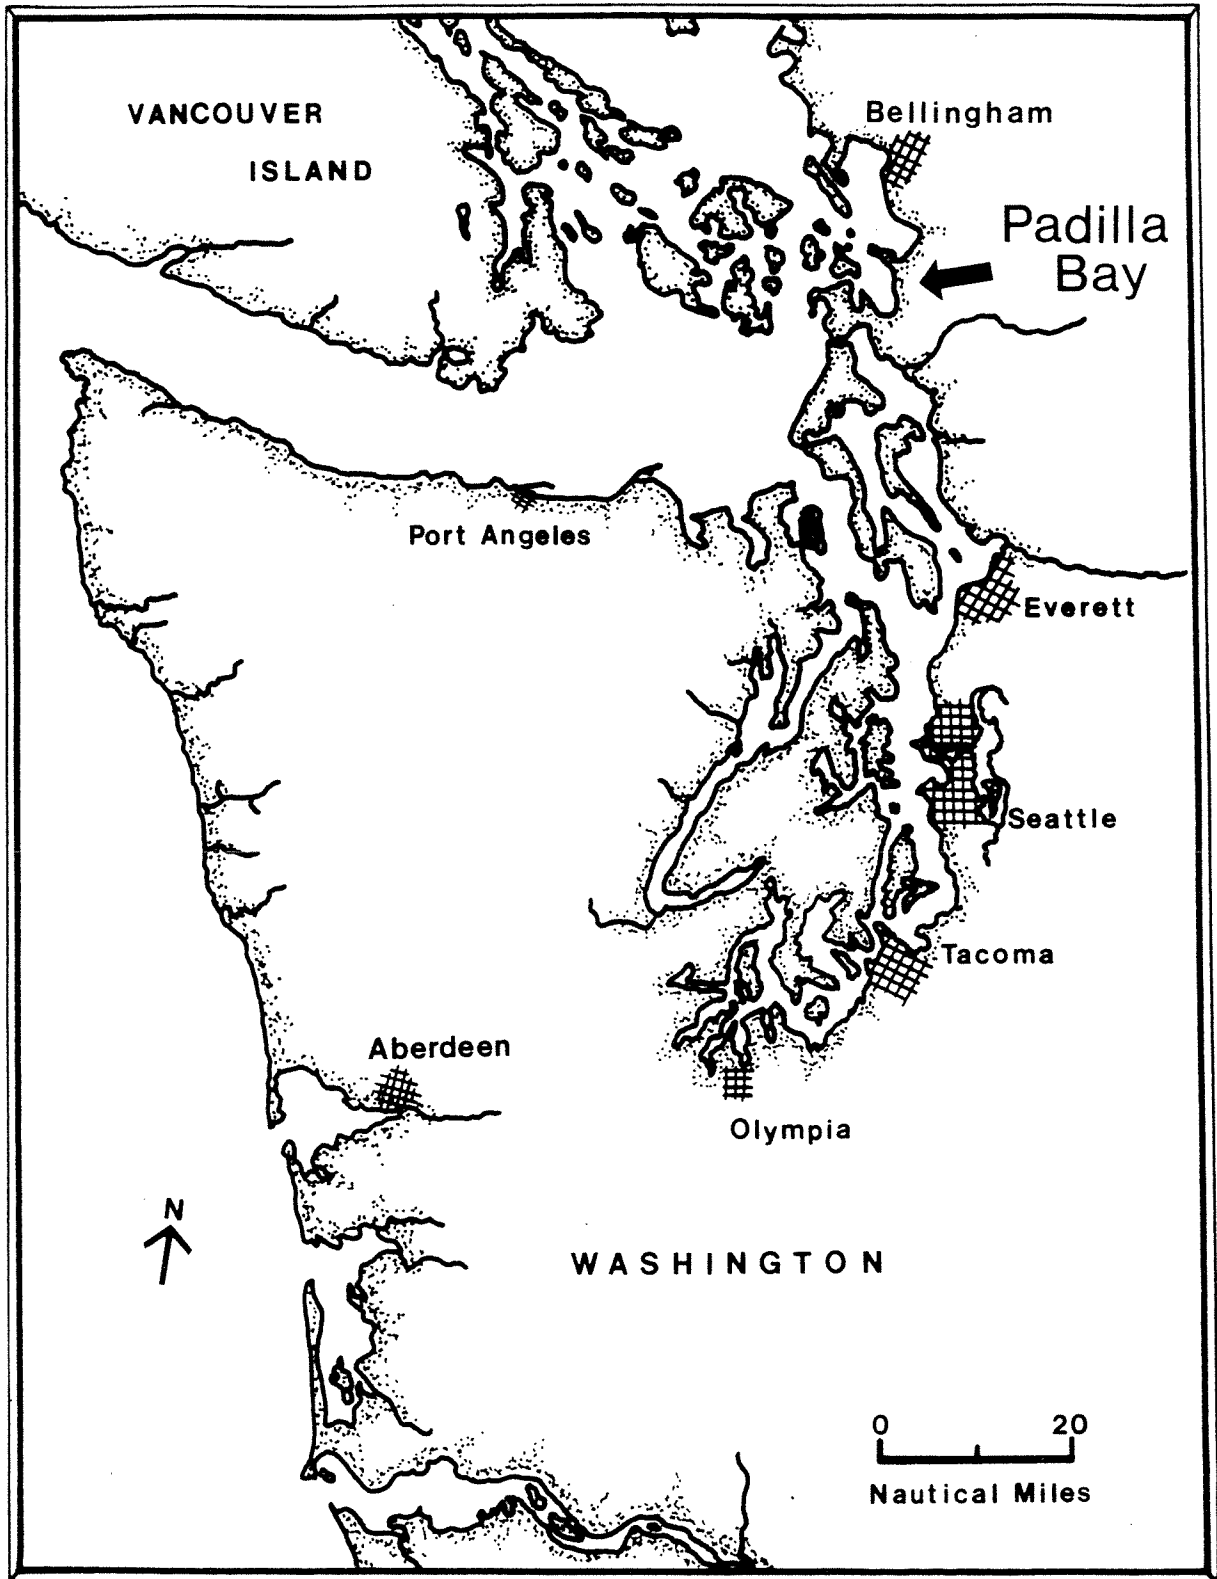 VANCOUVER
ISLAND
Bellingham
Padilla
Bay
Port Angeles
Everett
Seattle
Tacoma
Aberdeen
Olympia
N
WASHINGTON
0 20
Nautical Miles